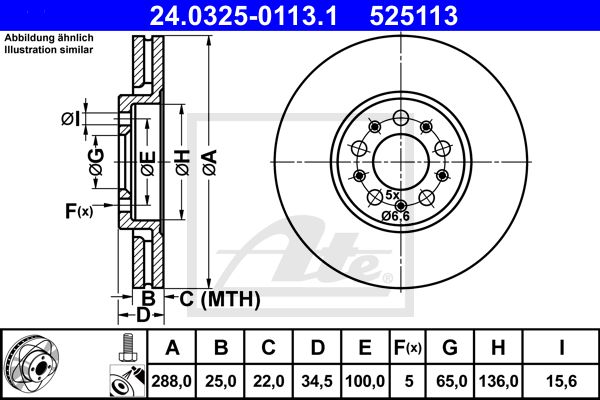 24.0325-0113.1 525113
Abbildung ähnlich
Illustration similar
ØI
ØG
ØE
ØH
ØA
F(x)
B
C (MTH)
D
5x
Ø6,6
Ate
®
A B C D E F(x) G H I
288,0 25,0 22,0 34,5 100,0 5 65,0 136,0 15,6